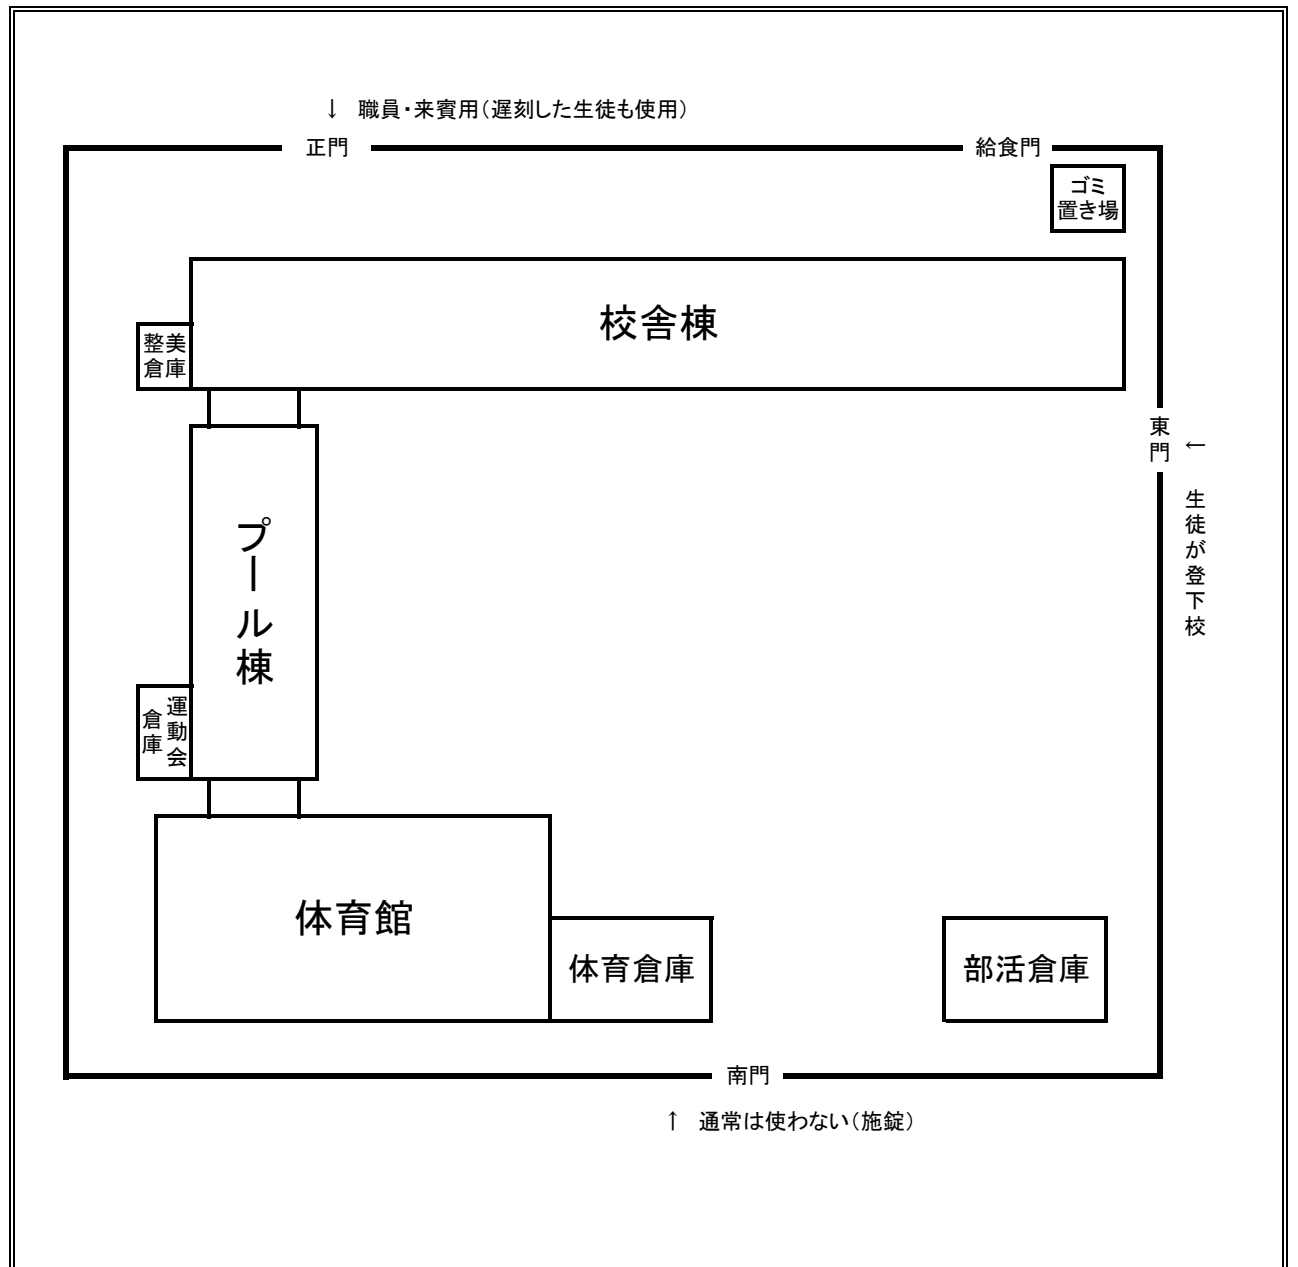 ↓ 職員・来賓用（遅刻した生徒も使用）
正門
給食門
ゴミ
置き場
校舎棟
整美
倉庫
東門
← 生徒が登下校
プール棟
運動会
倉庫
体育館
体育倉庫
部活倉庫
南門
↑ 通常は使わない（施錠）